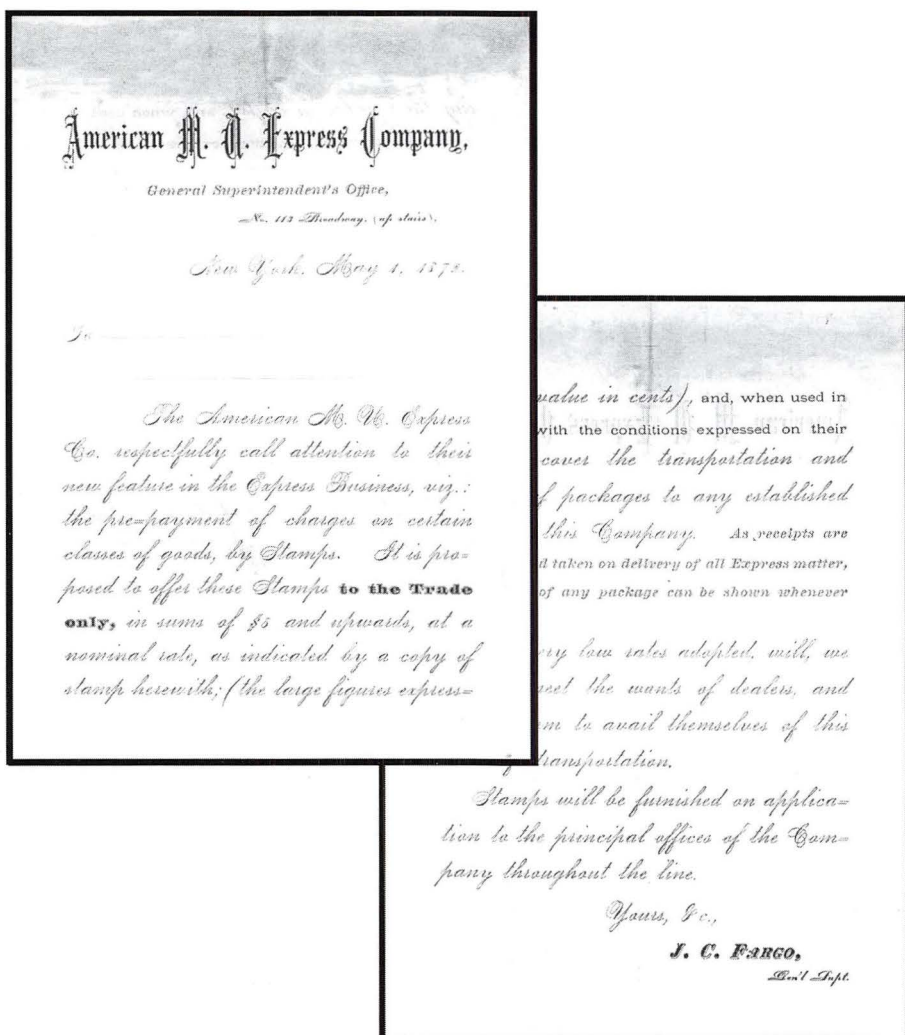 American M. U. Express Company,
General Superintendent's Office,
No. 113 Broadway, (up stairs).
New York, May 1, 1873.
To
The American M. U. Express
Co. respectfully call attention to their
new feature in the Express Business, viz.:
the pre=payment of charges on certain
classes of goods, by Stamps. It is pro=
posed to offer these Stamps to the Trade
only, in sums of $5 and upwards, at a
nominal rate, as indicated by a copy of
stamp herewith; (the large figures express=
value in cents), and, when used in
with the conditions expressed on their
cover the transportation and
of packages to any established
this Company. As receipts are
taken on delivery of all Express matter,
of any package can be shown whenever
low rates adopted, will, we
the wants of dealers, and
to avail themselves of this
transportation.
Stamps will be furnished on applica=
tion to the principal offices of the Com=
pany throughout the line.
Yours, &c.,
J. C. FARGO,
Gen'l Supt.